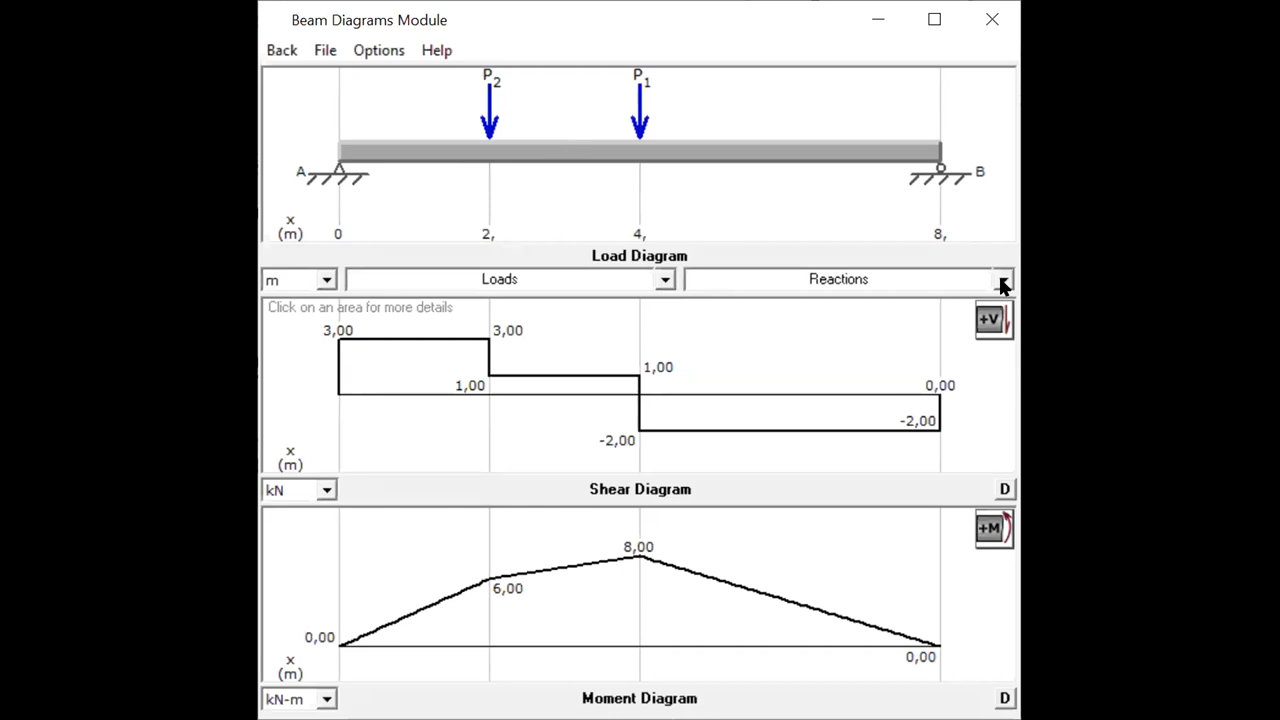 Beam Diagrams Module
Back File Options Help
P2 P1
A B
x
(m) 0 2, 4, 8,
Load Diagram
m Loads Reactions
Click on an area for more details
+V
3,00 3,00
1,00
1,00 0,00
-2,00
-2,00
x
(m)
kN Shear Diagram D
+M
8,00
6,00
0,00
0,00
x
(m)
kN-m Moment Diagram D